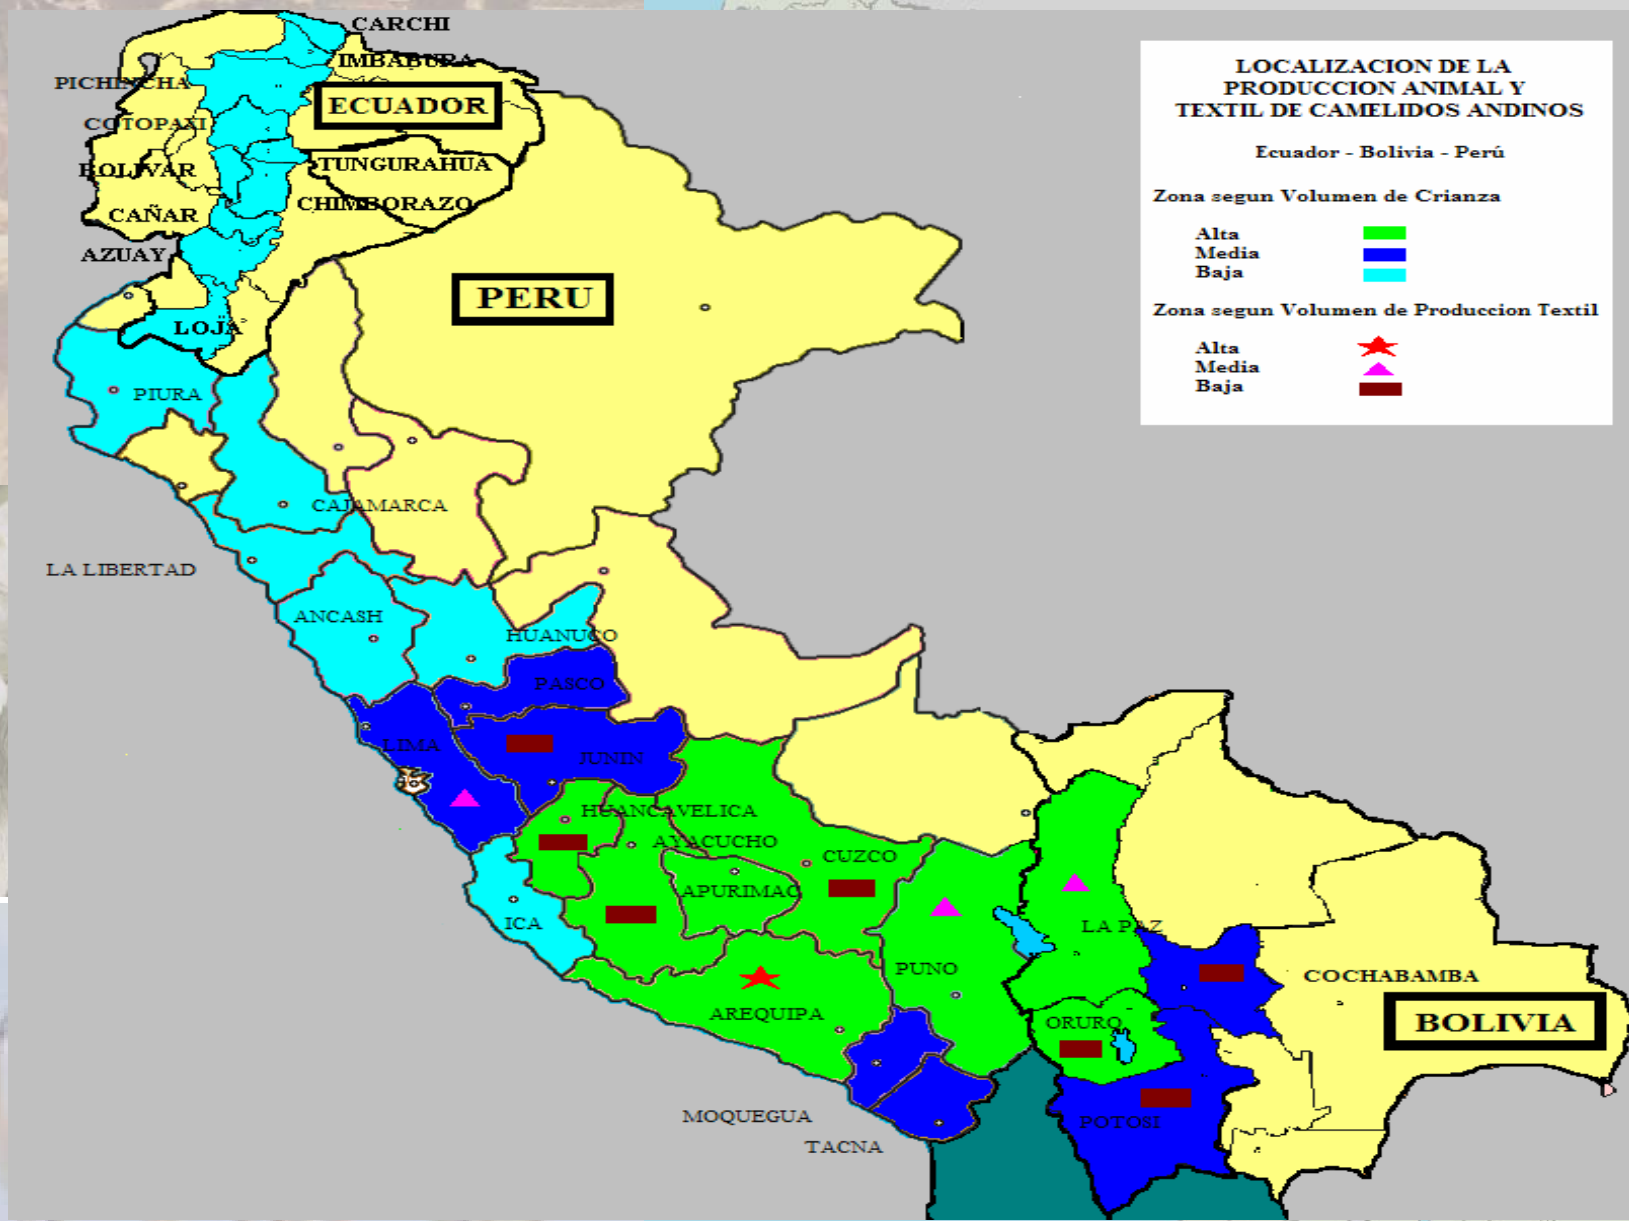 CARCHI
IMBABURA
PICHINCHA
ECUADOR
COTOPAXI
TUNGURAHUA
BOLIVAR
CHIMBORAZO
CAÑAR
AZUAY
LOJA
PERU
LOCALIZACION DE LA
PRODUCCION ANIMAL Y
TEXTIL DE CAMELIDOS ANDINOS
Ecuador - Bolivia - Perú
Zona segun Volumen de Crianza
Alta
Media
Baja
Zona segun Volumen de Produccion Textil
Alta
Media
Baja
PIURA
CAJAMARCA
LA LIBERTAD
ANCASH
HUANUCO
PASCO
LIMA
JUNIN
HUANCAVELICA
AYACUCHO
CUZCO
APURIMAC
ICA
LA PAZ
PUNO
COCHABAMBA
AREQUIPA
ORURO
BOLIVIA
MOQUEGUA
POTOSI
TACNA